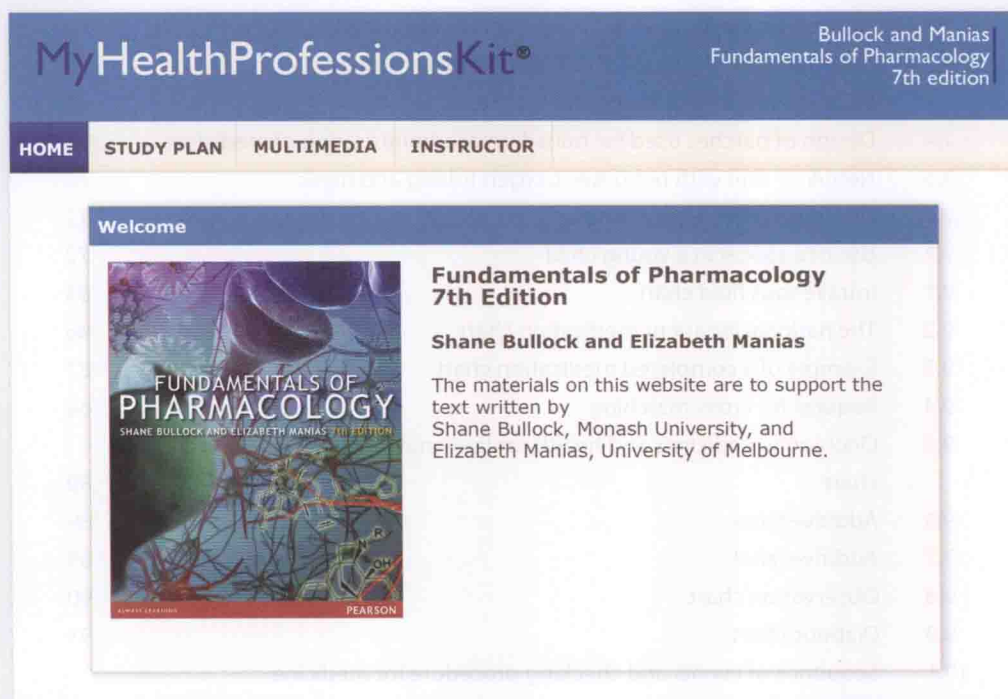 MyHealthProfessionsKit®
Bullock and Manias
Fundamentals of Pharmacology
7th edition
HOME STUDY PLAN MULTIMEDIA INSTRUCTOR
Welcome
FUNDAMENTALS OF
PHARMACOLOGY
SHANE BULLOCK AND ELIZABETH MANIAS 7TH EDITION
N
R
OH
ALWAYS LEARNING
PEARSON
Fundamentals of Pharmacology
7th Edition
Shane Bullock and Elizabeth Manias
The materials on this website are to support the
text written by
Shane Bullock, Monash University, and
Elizabeth Manias, University of Melbourne.